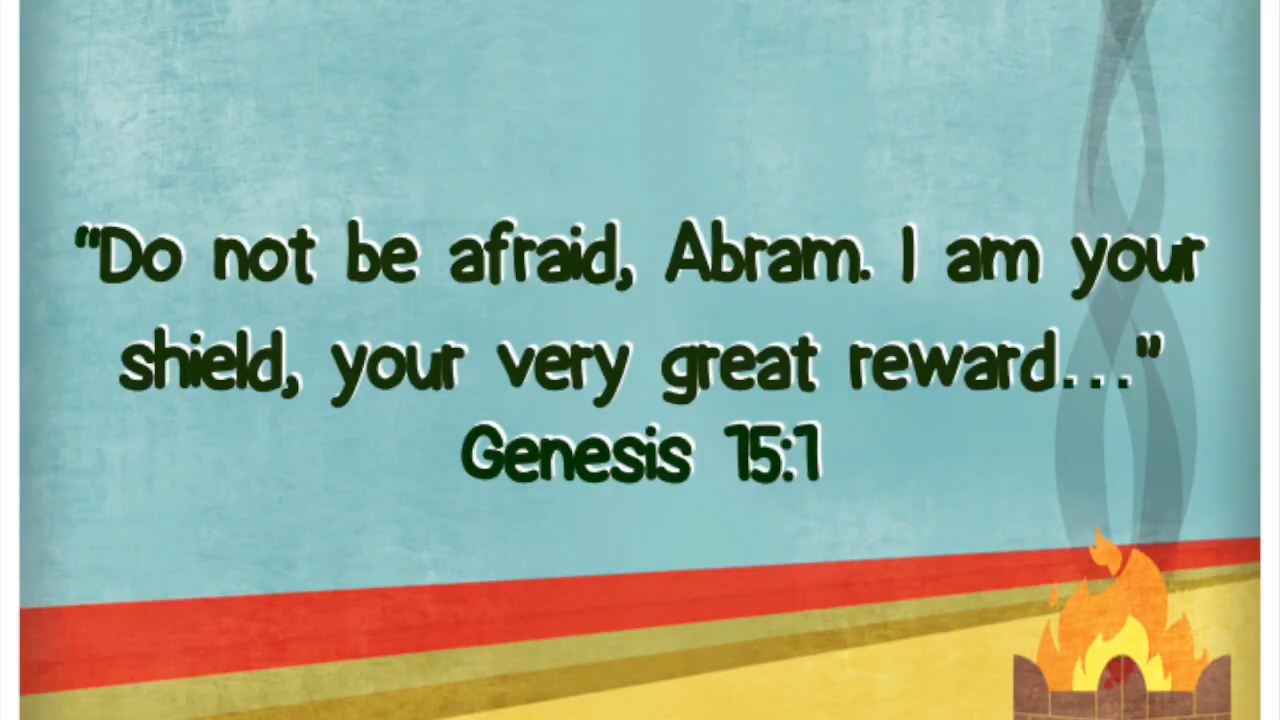 “Do not be afraid, Abram. I am your
shield, your very great reward...”
Genesis 15:1